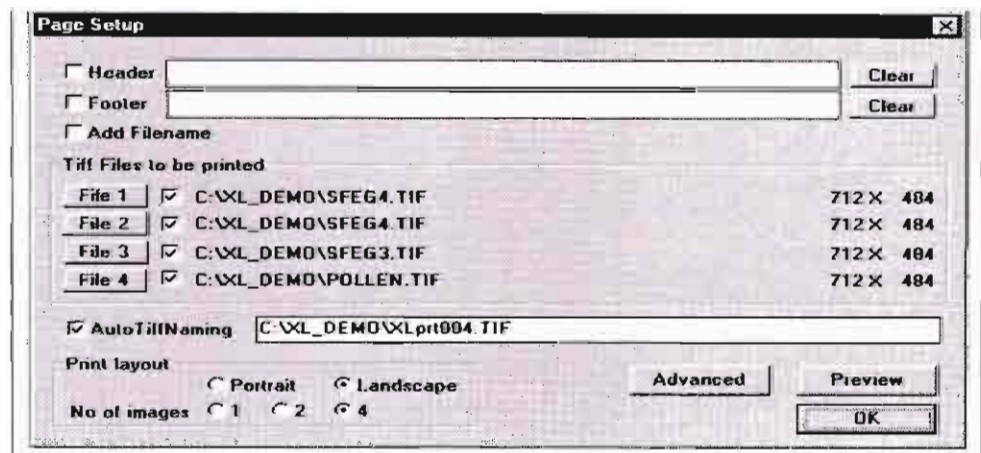 Page Setup
Header Clear
Footer Clear
Add Filename
Tiff Files to be printed
File 1 C:\XL_DEMO\SFEG4.TIF 712 X 484
File 2 C:\XL_DEMO\SFEG4.TIF 712 X 484
File 3 C:\XL_DEMO\SFEG3.TIF 712 X 484
File 4 C:\XL_DEMO\POLLEN.TIF 712 X 484
AutoTiffNaming C:\XL_DEMO\XLprt004.TIF
Print layout
Portrait Landscape Advanced Preview
No of images 1 2 4 OK